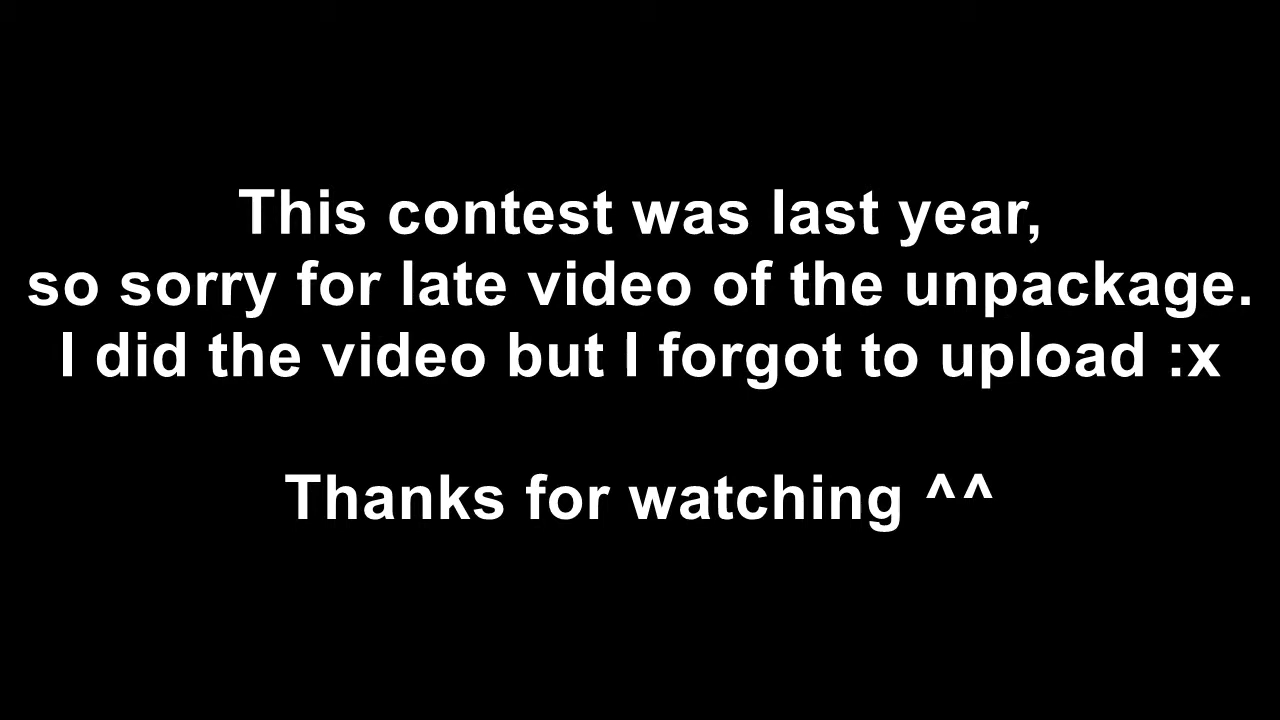 This contest was last year,
so sorry for late video of the unpackage.
I did the video but I forgot to upload :x
Thanks for watching ^^